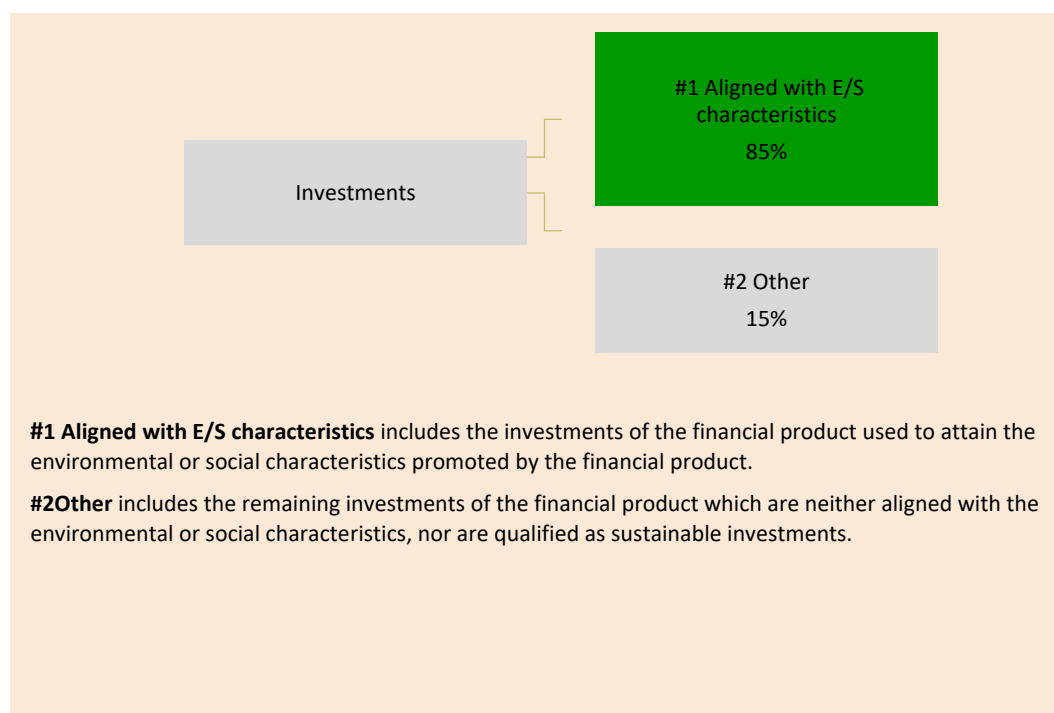 #1 Aligned with E/S
characteristics
85%
Investments
#2 Other
15%
#1 Aligned with E/S characteristics includes the investments of the financial product used to attain the
environmental or social characteristics promoted by the financial product.
#2Other includes the remaining investments of the financial product which are neither aligned with the
environmental or social characteristics, nor are qualified as sustainable investments.